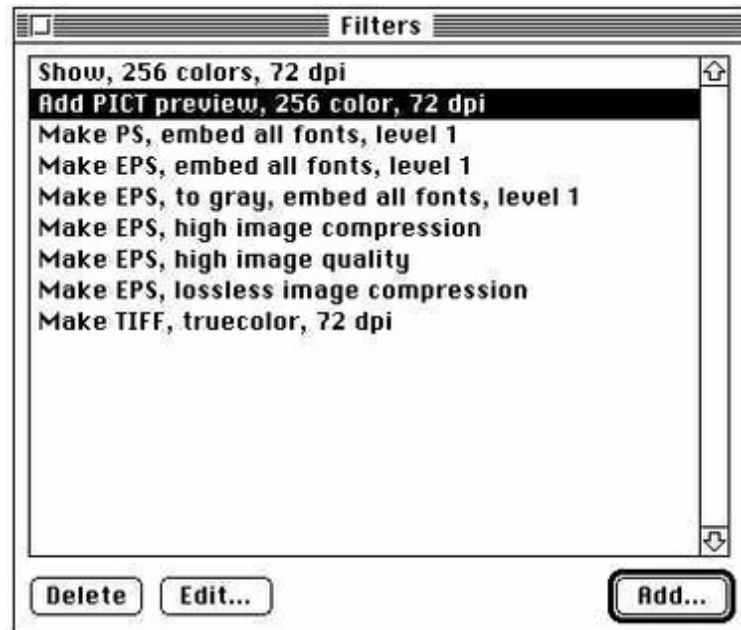 Filters
Show, 256 colors, 72 dpi
Add PICT preview, 256 color, 72 dpi
Make PS, embed all fonts, level 1
Make EPS, embed all fonts, level 1
Make EPS, to gray, embed all fonts, level 1
Make EPS, high image compression
Make EPS, high image quality
Make EPS, lossless image compression
Make TIFF, truecolor, 72 dpi
Delete Edit... Add...